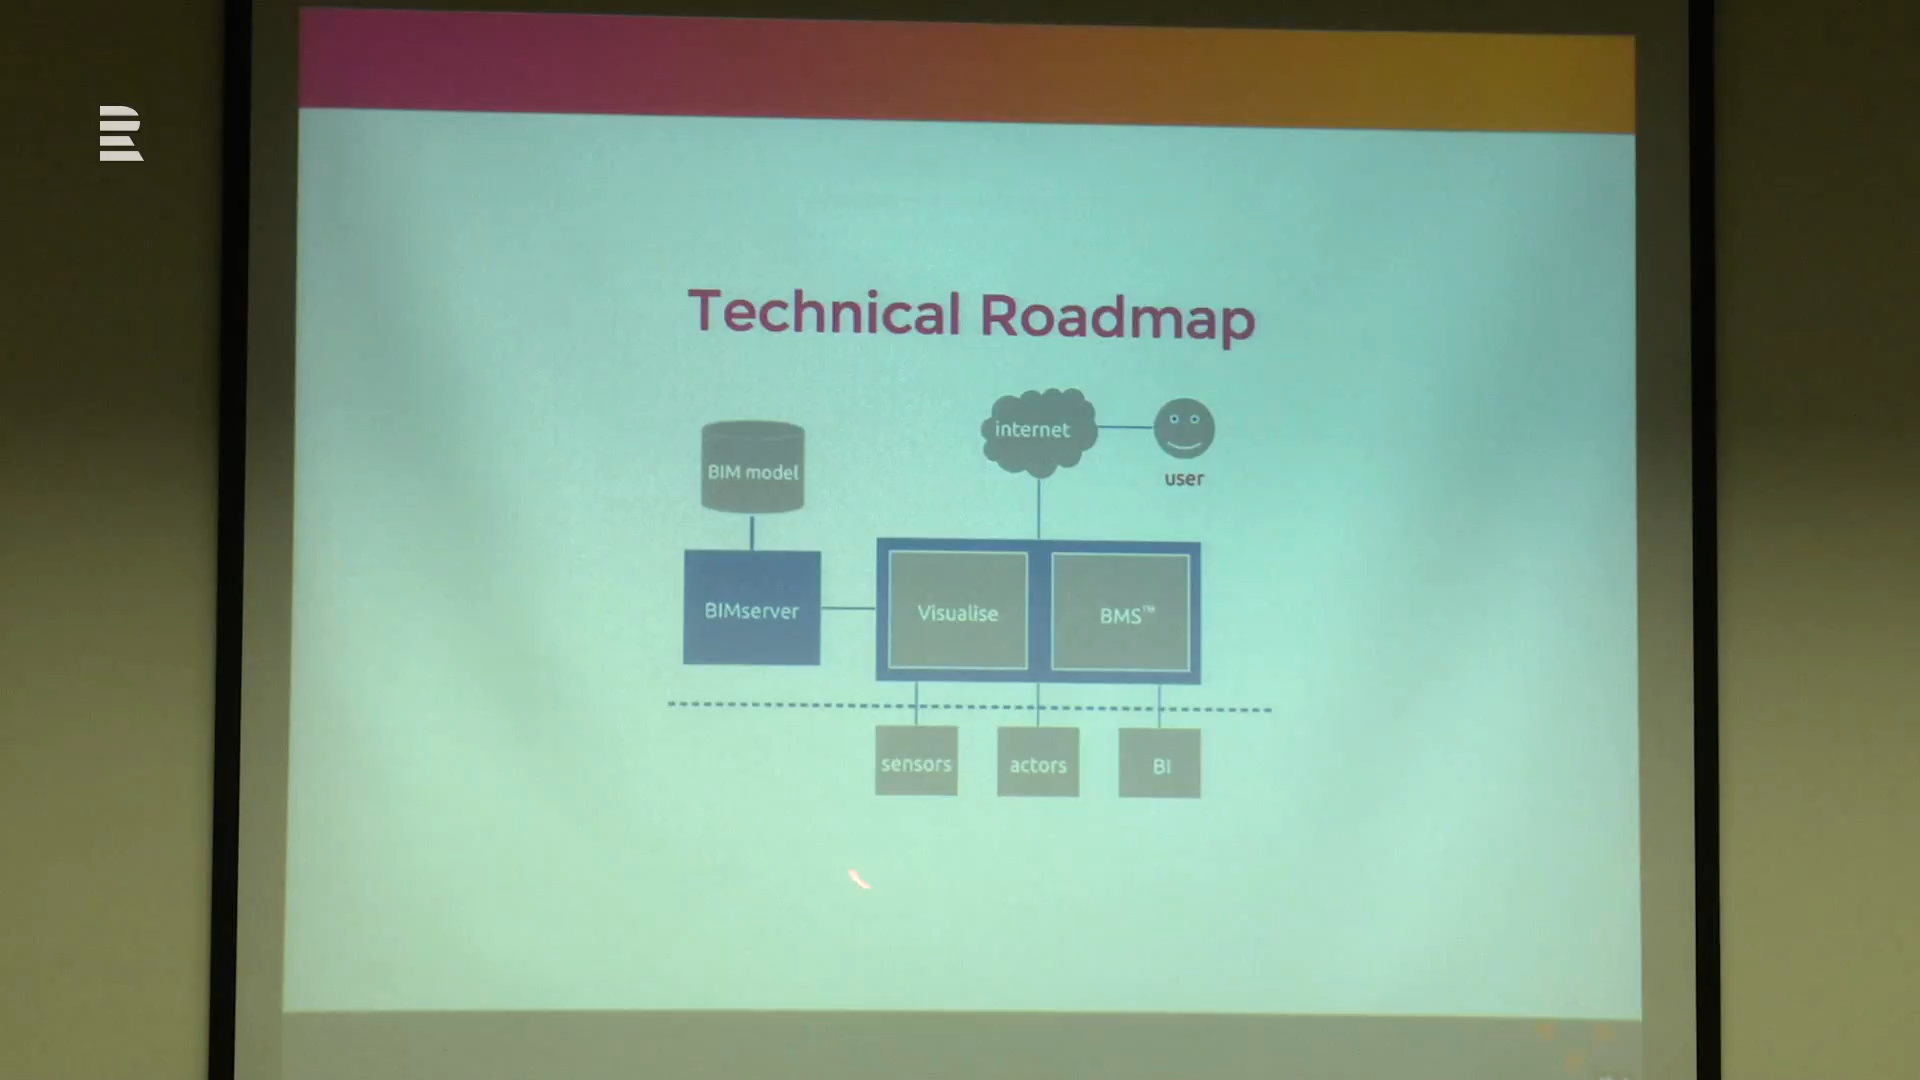 Technical Roadmap
internet
BIM model
user
BIMserver
Visualise
BMS™
sensors
actors
BI